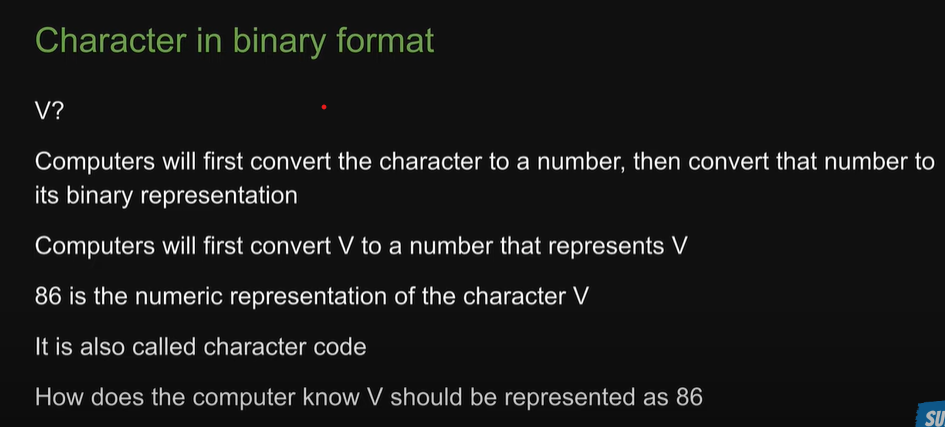 Character in binary format
V?
Computers will first convert the character to a number, then convert that number to
its binary representation
Computers will first convert V to a number that represents V
86 is the numeric representation of the character V
It is also called character code
How does the computer know V should be represented as 86
SU